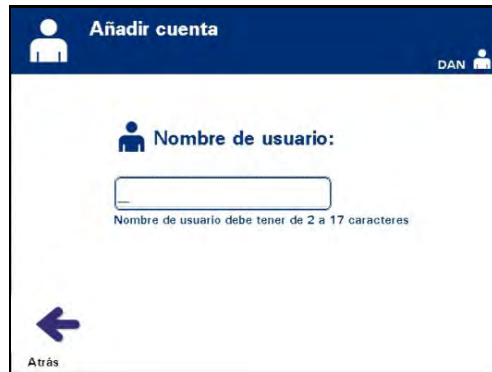 Añadir cuenta
DAN
Nombre de usuario:
_
Nombre de usuario debe tener de 2 a 17 caracteres
Atrás